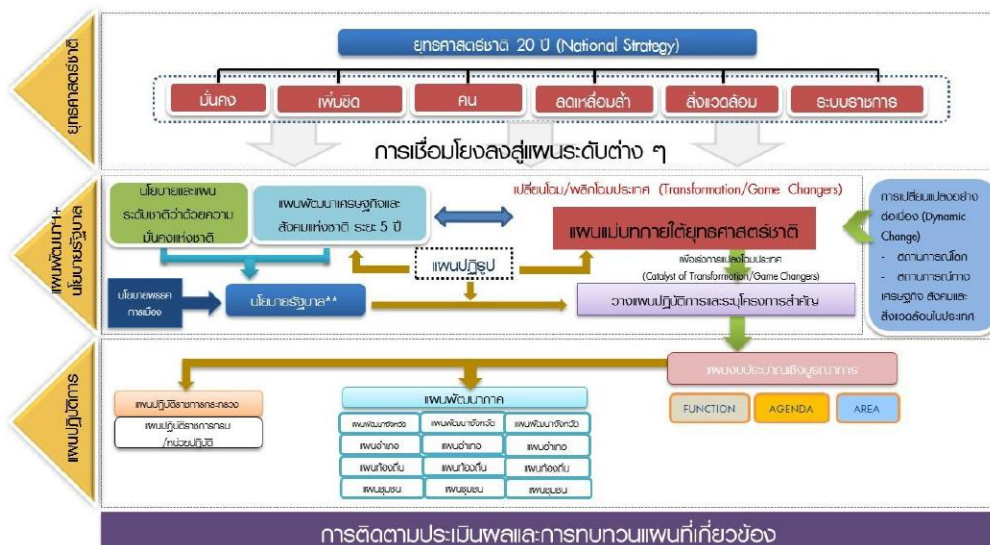 ยุทธศาสตร์ชาติ
ยุทธศาสตร์ชาติ 20 ปี (National Strategy)
มั่นคง
เพิ่มขีด
คน
ลดเหลื่อมล้ำ
สิ่งแวดล้อม
ระบบราชการ
การเชื่อมโยงลงสู่แผนระดับต่าง ๆ
แผนพัฒนาฯ+
นโยบายรัฐบาล
นโยบายและแผน
ระดับชาติว่าด้วยความ
มั่นคงแห่งชาติ
แผนพัฒนาเศรษฐกิจและ
สังคมแห่งชาติ ระยะ 5 ปี
เปลี่ยนโฉม/พลิกโฉมประเทศ (Transformation/Game Changers)
แผนแม่บทภายใต้ยุทธศาสตร์ชาติ
การเปลี่ยนแปลงอย่าง
ต่อเนื่อง (Dynamic
Change)
- สถานการณ์โลก
- สถานการณ์ทาง
เศรษฐกิจ สังคมและ
สิ่งแวดล้อมในประเทศ
แผนปฏิรูป
เพื่อเร่งการแปลงโฉมประเทศ
(Catalyst of Transformation/Game Changers)
นโยบายพรรค
การเมือง
นโยบายรัฐบาล**
วางแผนปฏิบัติการและระบุโครงการสำคัญ
แผนปฏิบัติการ
แผนงบประมาณเชิงบูรณาการ
FUNCTION
AGENDA
AREA
แผนปฏิบัติราชการกระทรวง
แผนปฏิบัติราชการกรม
/หน่วยปฏิบัติ
แผนพัฒนาภาค
แผนพัฒนาจังหวัด แผนพัฒนาจังหวัด แผนพัฒนาจังหวัด
แผนอำเภอ แผนอำเภอ แผนอำเภอ
แผนท้องถิ่น แผนท้องถิ่น แผนท้องถิ่น
แผนชุมชน แผนชุมชน แผนชุมชน
การติดตามประเมินผลและการทบทวนแผนที่เกี่ยวข้อง